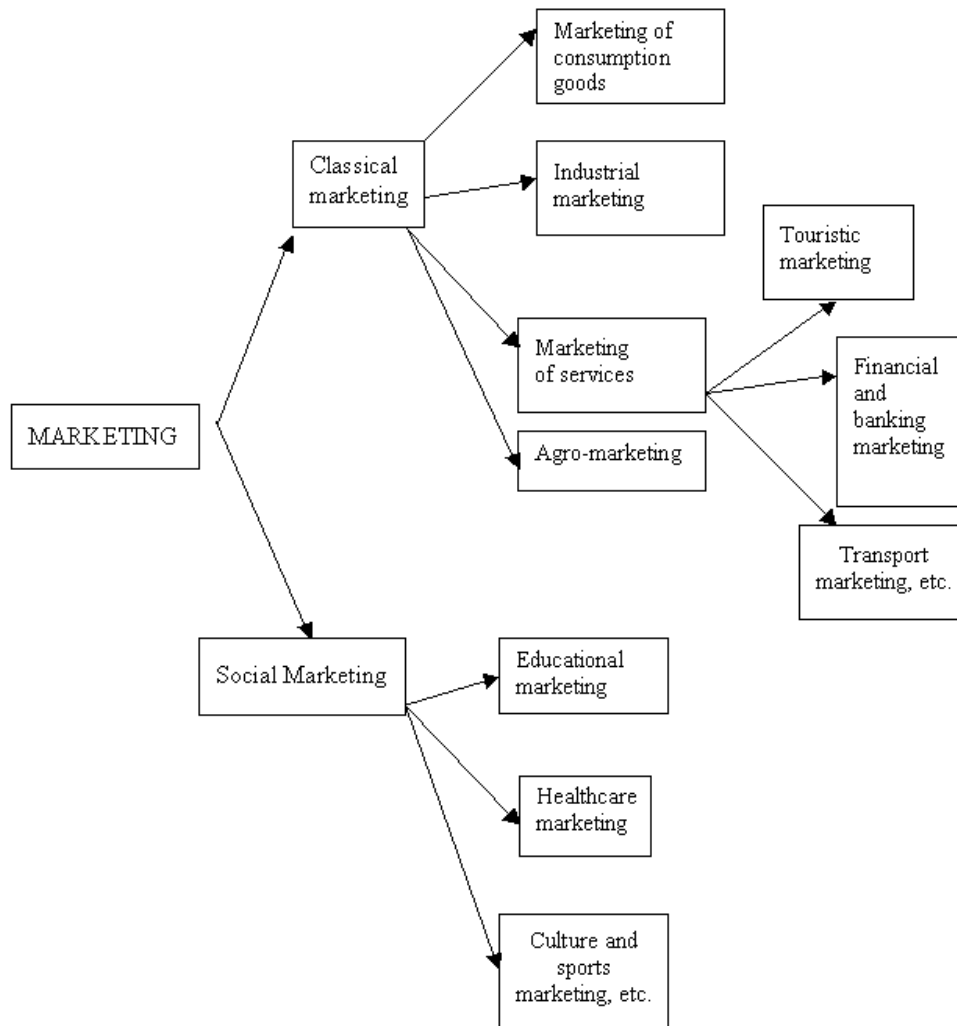 Marketing of
consumption
goods
Classical
marketing
Industrial
marketing
Touristic
marketing
Marketing
of services
Financial
and
banking
marketing
MARKETING
Agro-marketing
Transport
marketing, etc.
Social Marketing
Educational
marketing
Healthcare
marketing
Culture and
sports
marketing, etc.